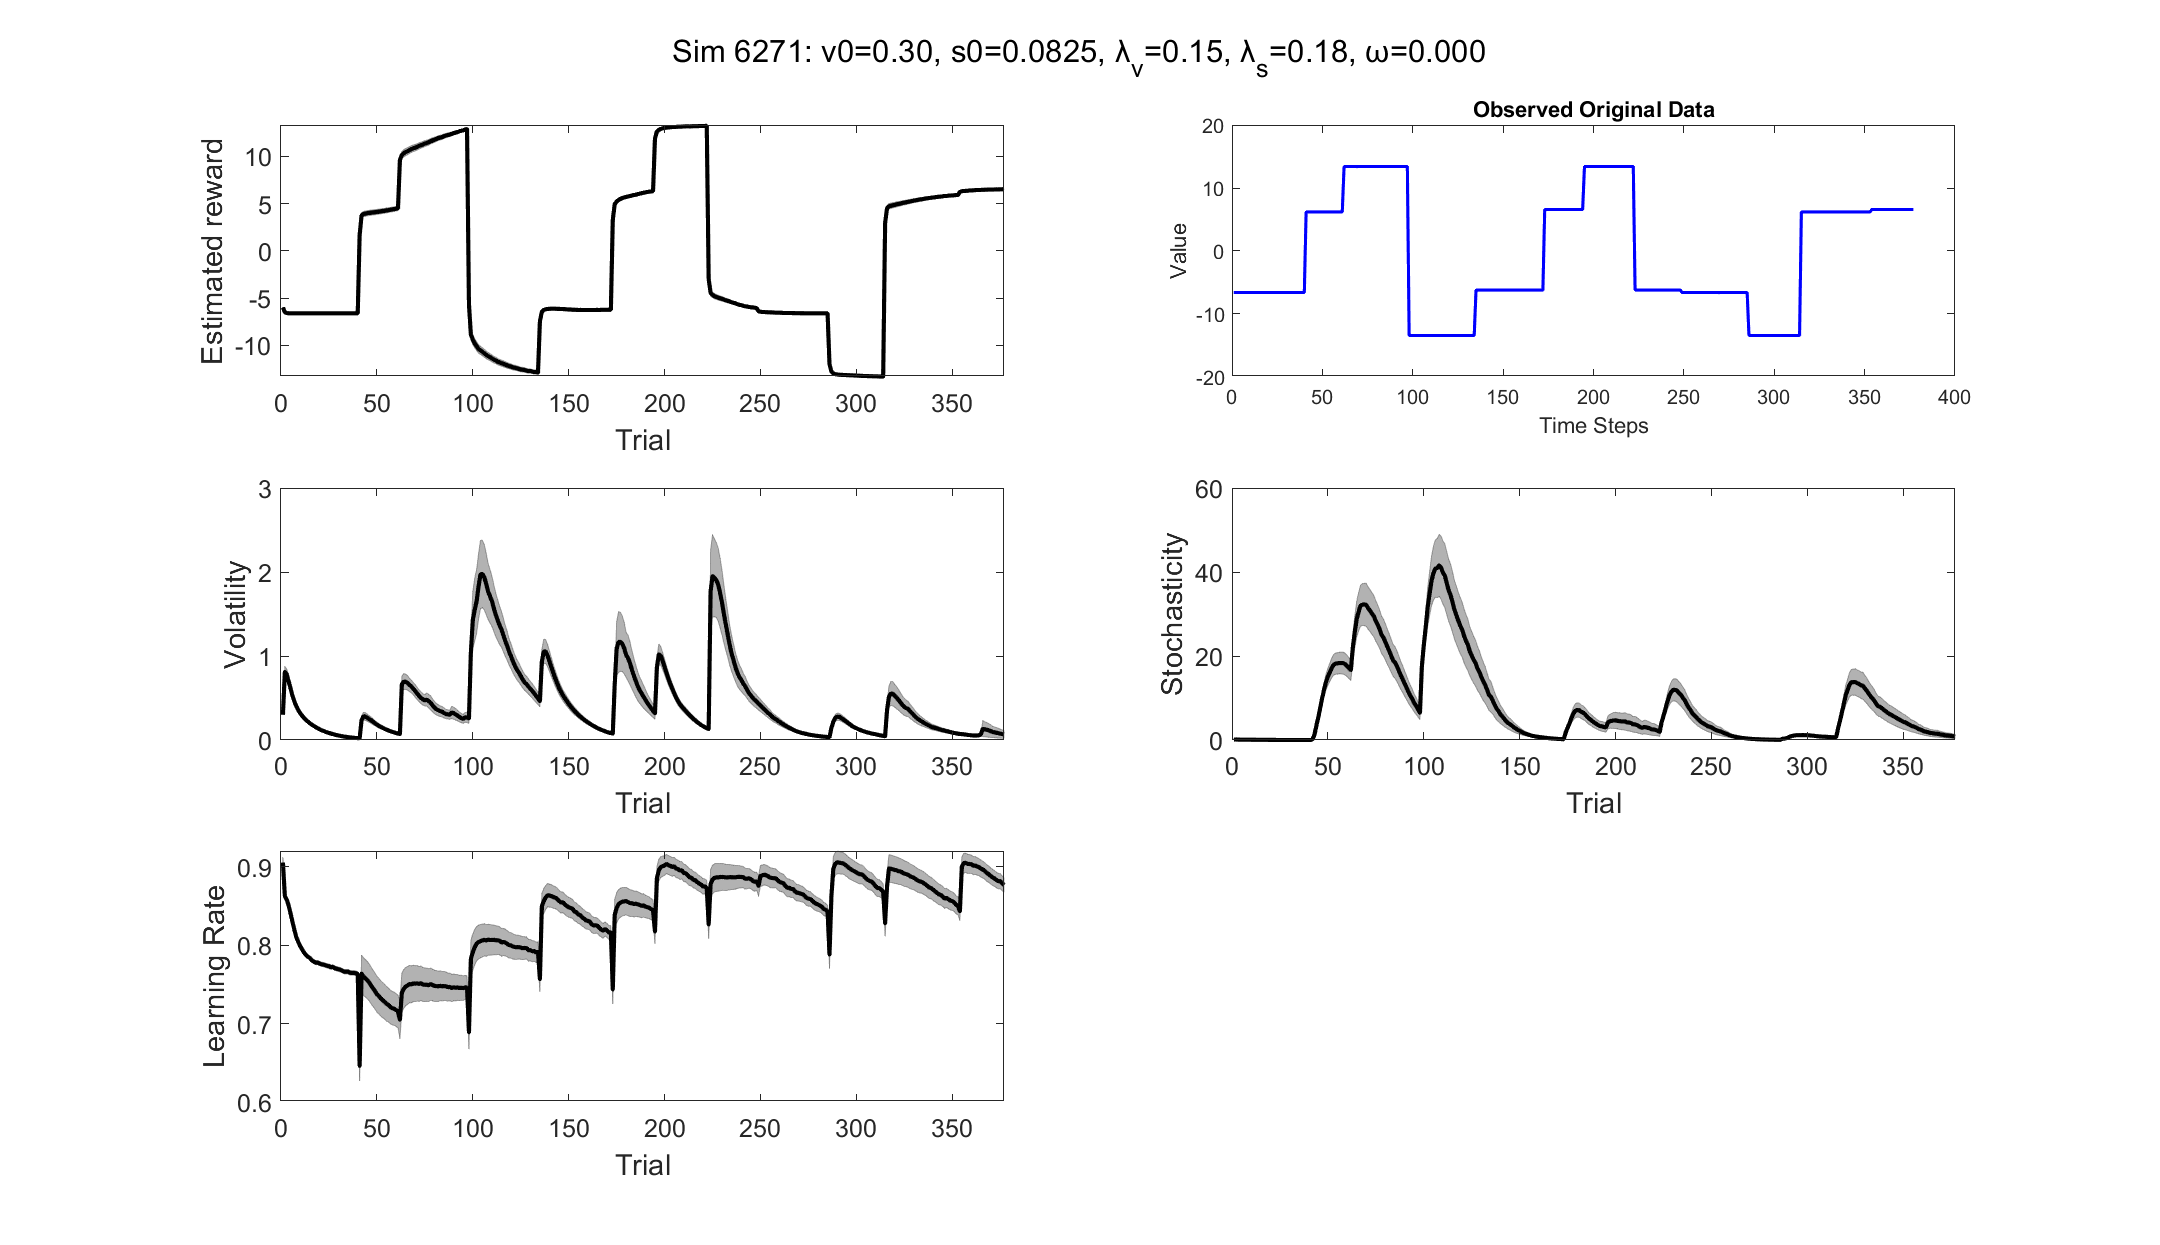 Sim 6271: v0=0.30, s0=0.0825, λv=0.15, λs=0.18, ω=0.000
Estimated reward
10
5
0
-5
-10
0 50 100 150 200 250 300 350
Trial
Observed Original Data
Value
20
10
0
-10
-20
0 50 100 150 200 250 300 350 400
Time Steps
Volatility
3
2
1
0
0 50 100 150 200 250 300 350
Trial
Stochasticity
60
40
20
0
0 50 100 150 200 250 300 350
Trial
Learning Rate
0.9
0.8
0.7
0.6
0 50 100 150 200 250 300 350
Trial